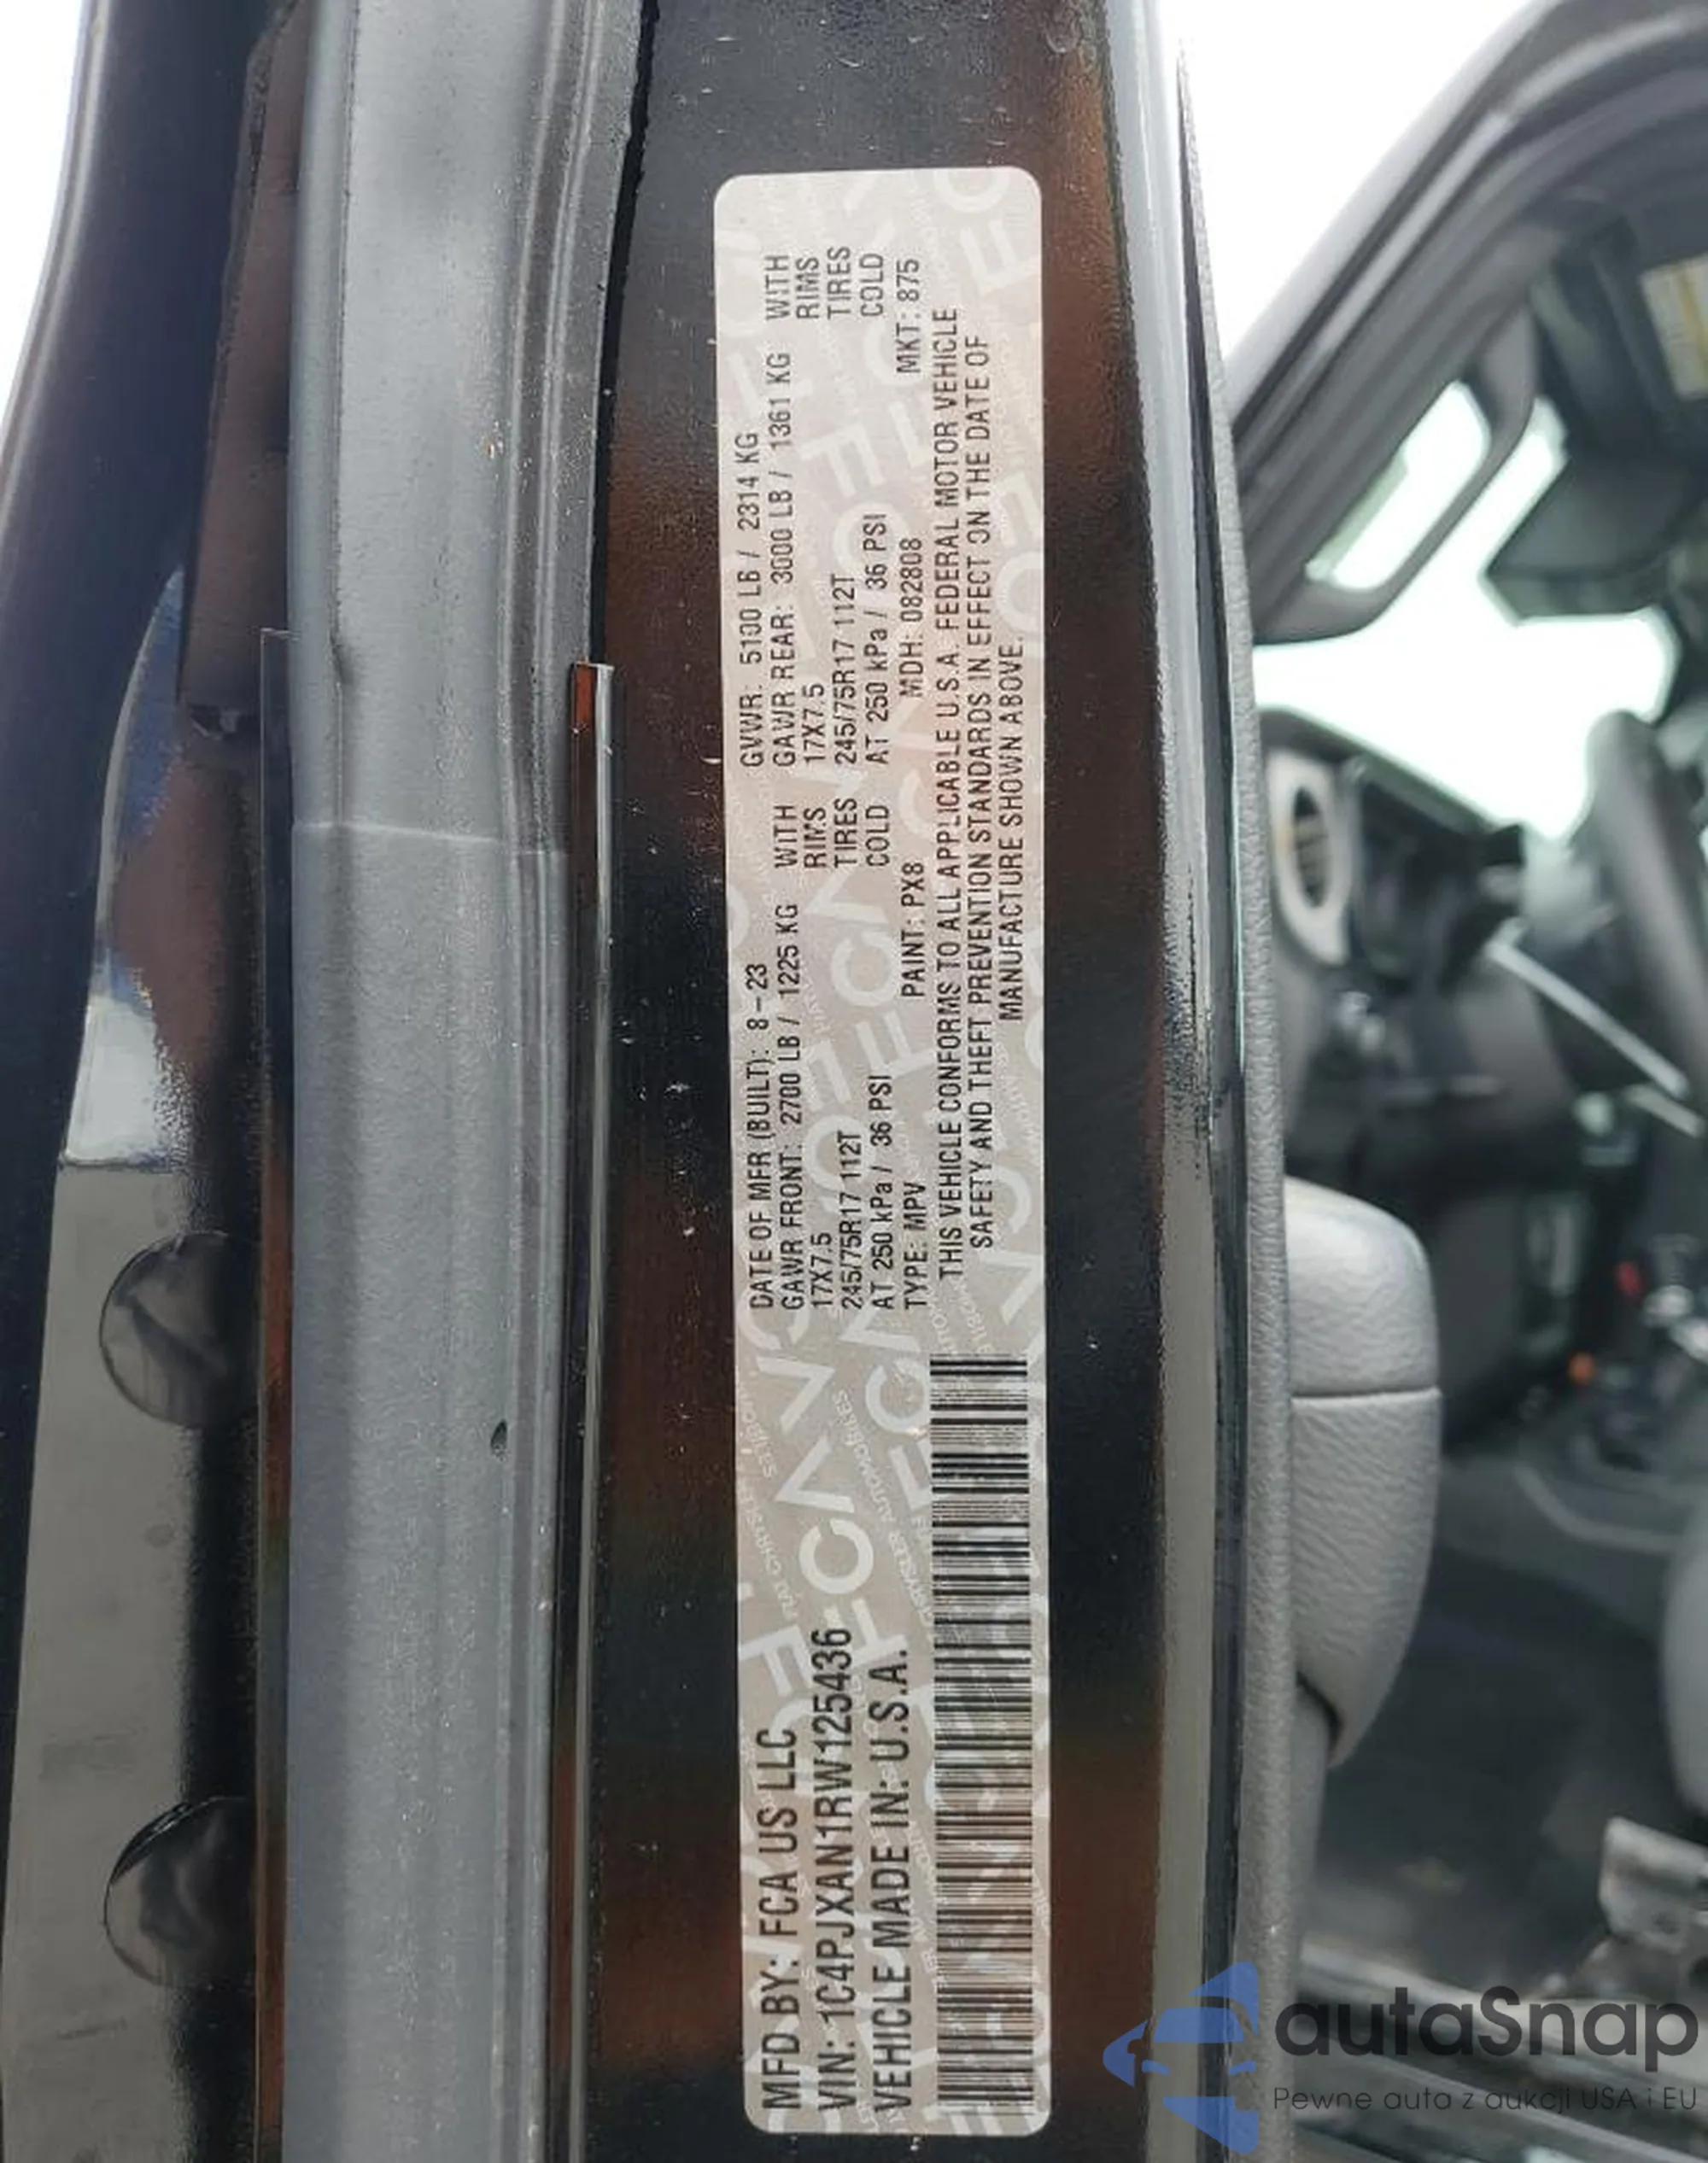 MFD BY: FCA US LLC
VIN: 1C4PJXAN1RW125436
VEHICLE MADE IN: U.S.A.
DATE OF MFR (BUILT): 8-23 GVWR: 5100 LB / 2314 KG
GAWR FRONT: 2700 LB / 1225 KG WITH GAWR REAR: 3000 LB / 1361 KG WITH
17X7.5 RIMS 17X7.5 RIMS
245/75R17 112T TIRES 245/75R17 112T TIRES
AT 250 kPa / 36 PSI COLD AT 250 kPa / 36 PSI COLD
TYPE: MPV PAINT: PX8 MDH: 082808 MKT: 875
THIS VEHICLE CONFORMS TO ALL APPLICABLE U.S.A. FEDERAL MOTOR VEHICLE
SAFETY AND THEFT PREVENTION STANDARDS IN EFFECT ON THE DATE OF
MANUFACTURE SHOWN ABOVE.
autaSnap
Pewne auta z aukcji USA i EU